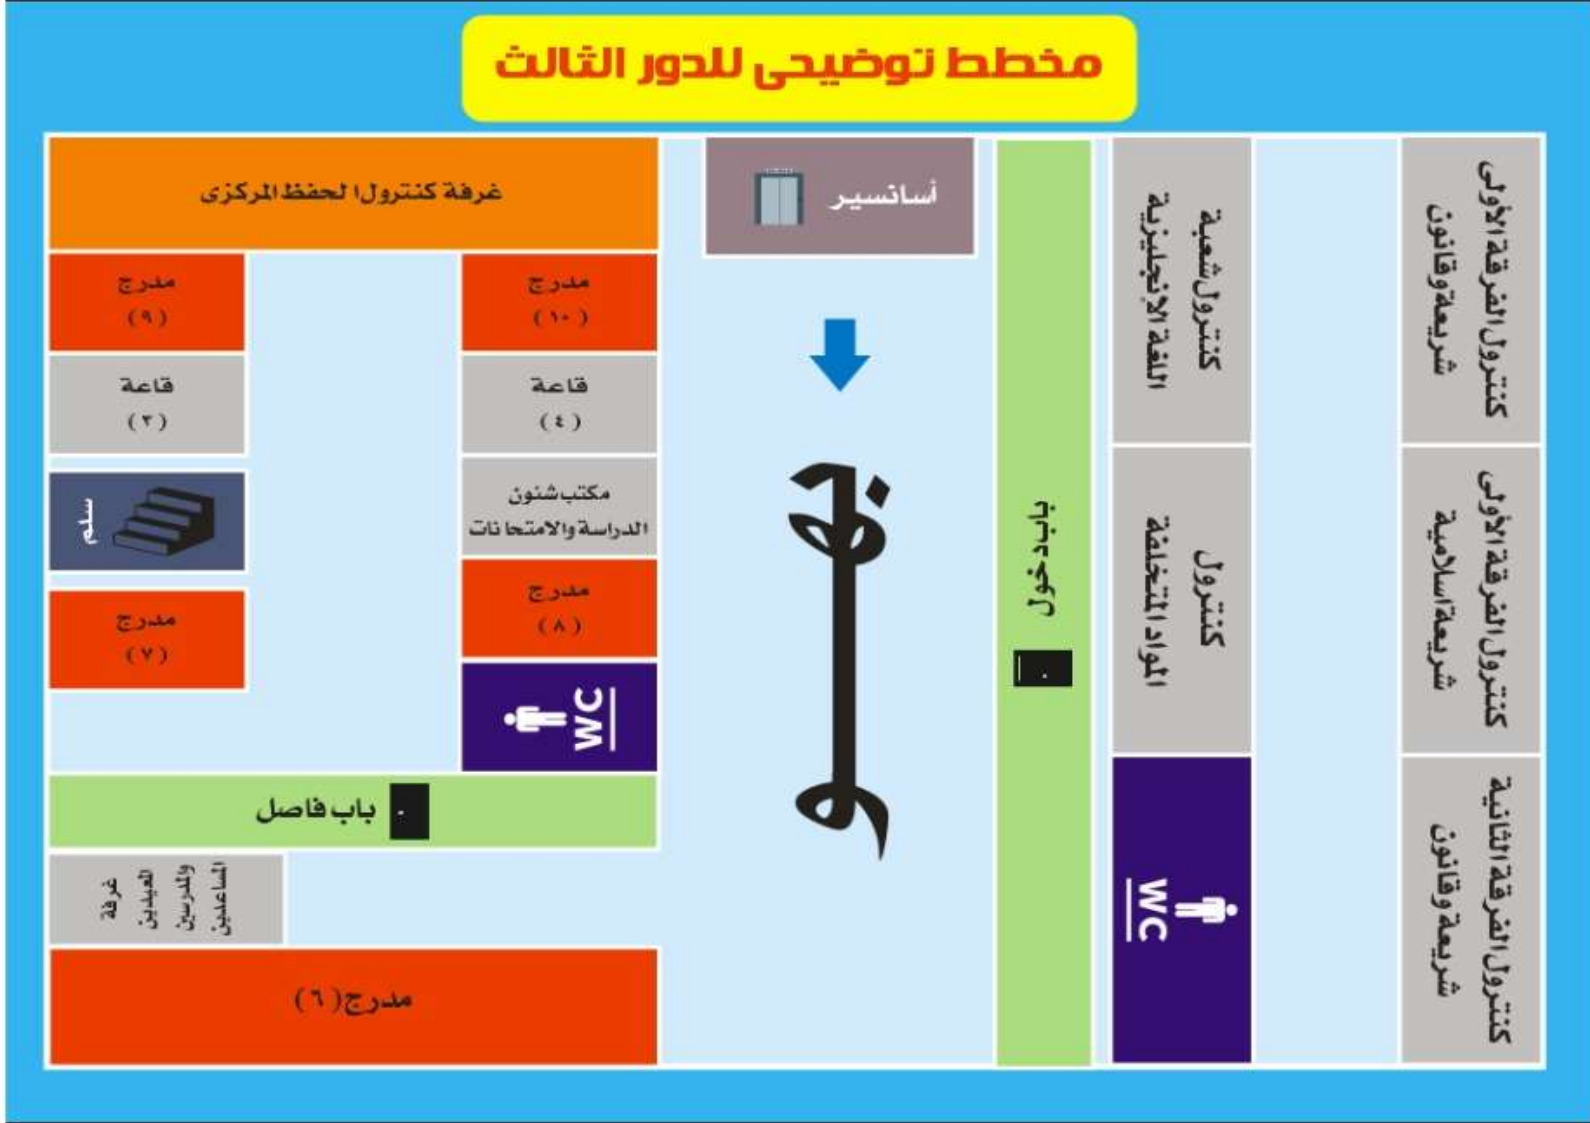 مخطط توضيحى للدور الثالث
كنترول الفرقة الأولى
شريعة وقانون
كنترول شعبة
اللغة الإنجليزية
أسانسير
غرفة كنترول الحفظ المركزى
مدرج
(١٠)
مدرج
(٩)
قاعة
(٤)
قاعة
(٣)
كنترول الفرقة الأولى
شريعة اسلامية
كنترول
المواد المتخلفة
باب دخول
بهو
مكتب شئون
الدراسة والامتحانات
سلم
مدرج
(٨)
مدرج
(٧)
WC
باب فاصل
كنترول الفرقة الثانية
شريعة وقانون
WC
غرفة
المعيدين
والمدرسين
المساعدين
مدرج (٦)